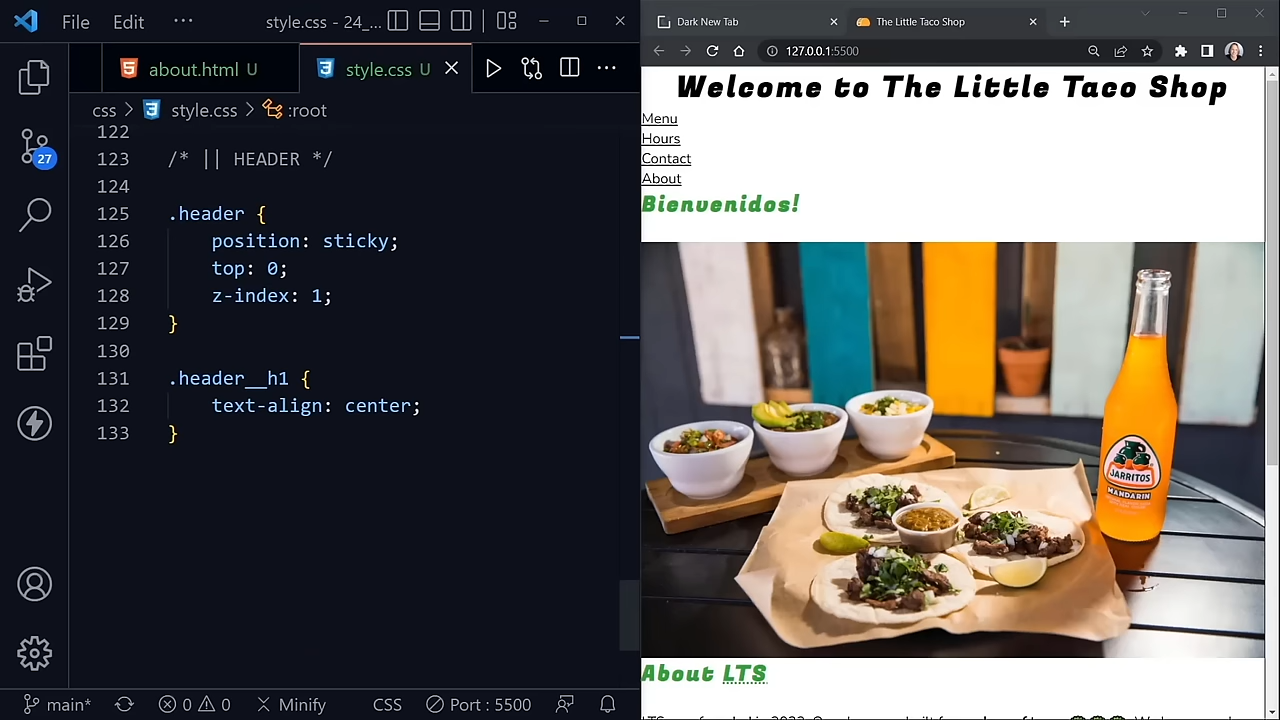 File Edit ··· style.css - 24_...
about.html U style.css U
css > style.css > :root
122
123 /* || HEADER */
124
125 .header {
126 position: sticky;
127 top: 0;
128 z-index: 1;
129 }
130
131 .header__h1 {
132 text-align: center;
133 }
27
main* 0 0 Minify CSS Port : 5500
Dark New Tab The Little Taco Shop
127.0.0.1:5500
Welcome to The Little Taco Shop
Menu
Hours
Contact
About
Bienvenidos!
JARRITOS
MANDARIN
About LTS